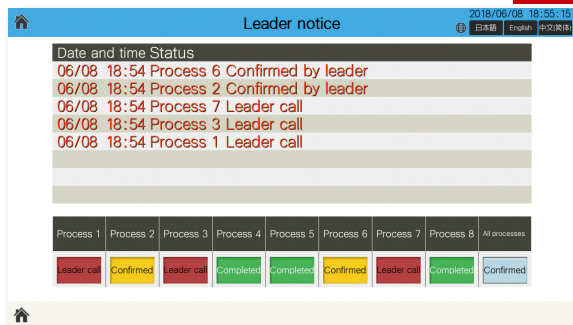 2018/06/08 18:55:15
Leader notice
日本語 English 中文(简体)
Date and time Status
06/08 18:54 Process 6 Confirmed by leader
06/08 18:54 Process 2 Confirmed by leader
06/08 18:54 Process 7 Leader call
06/08 18:54 Process 3 Leader call
06/08 18:54 Process 1 Leader call
Process 1 Process 2 Process 3 Process 4 Process 5 Process 6 Process 7 Process 8 All processes
Leader call Confirmed Leader call Completed Completed Confirmed Leader call Completed Confirmed